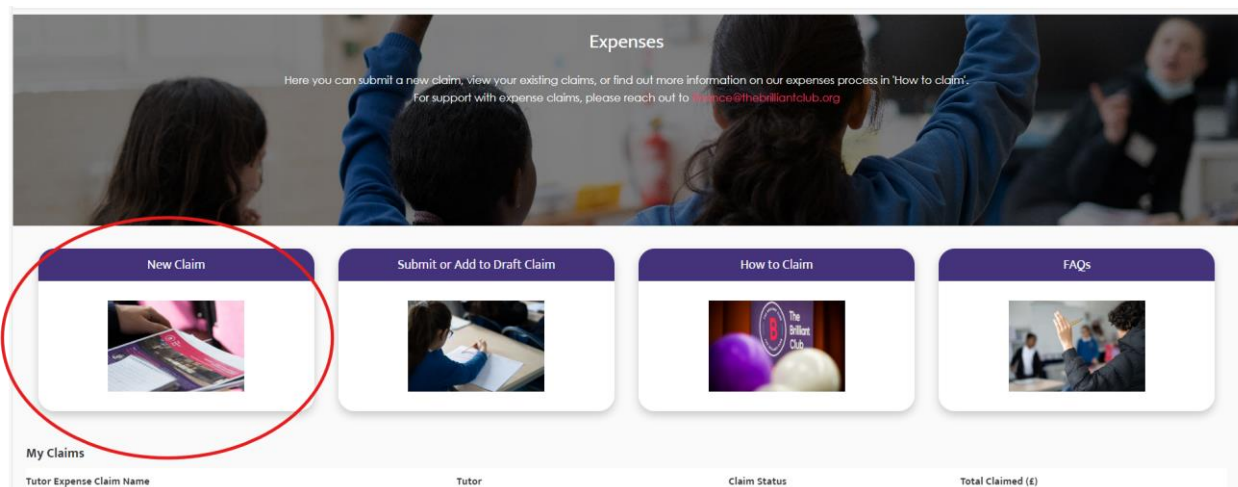 Expenses
Here you can submit a new claim, view your existing claims, or find out more information on our expenses process in 'How to claim'.
For support with expense claims, please reach out to finance@thebrilliantclub.org
New Claim
Submit or Add to Draft Claim
How to Claim
FAQs
The
Brilliant
Club
My Claims
Tutor Expense Claim Name
Tutor
Claim Status
Total Claimed (£)